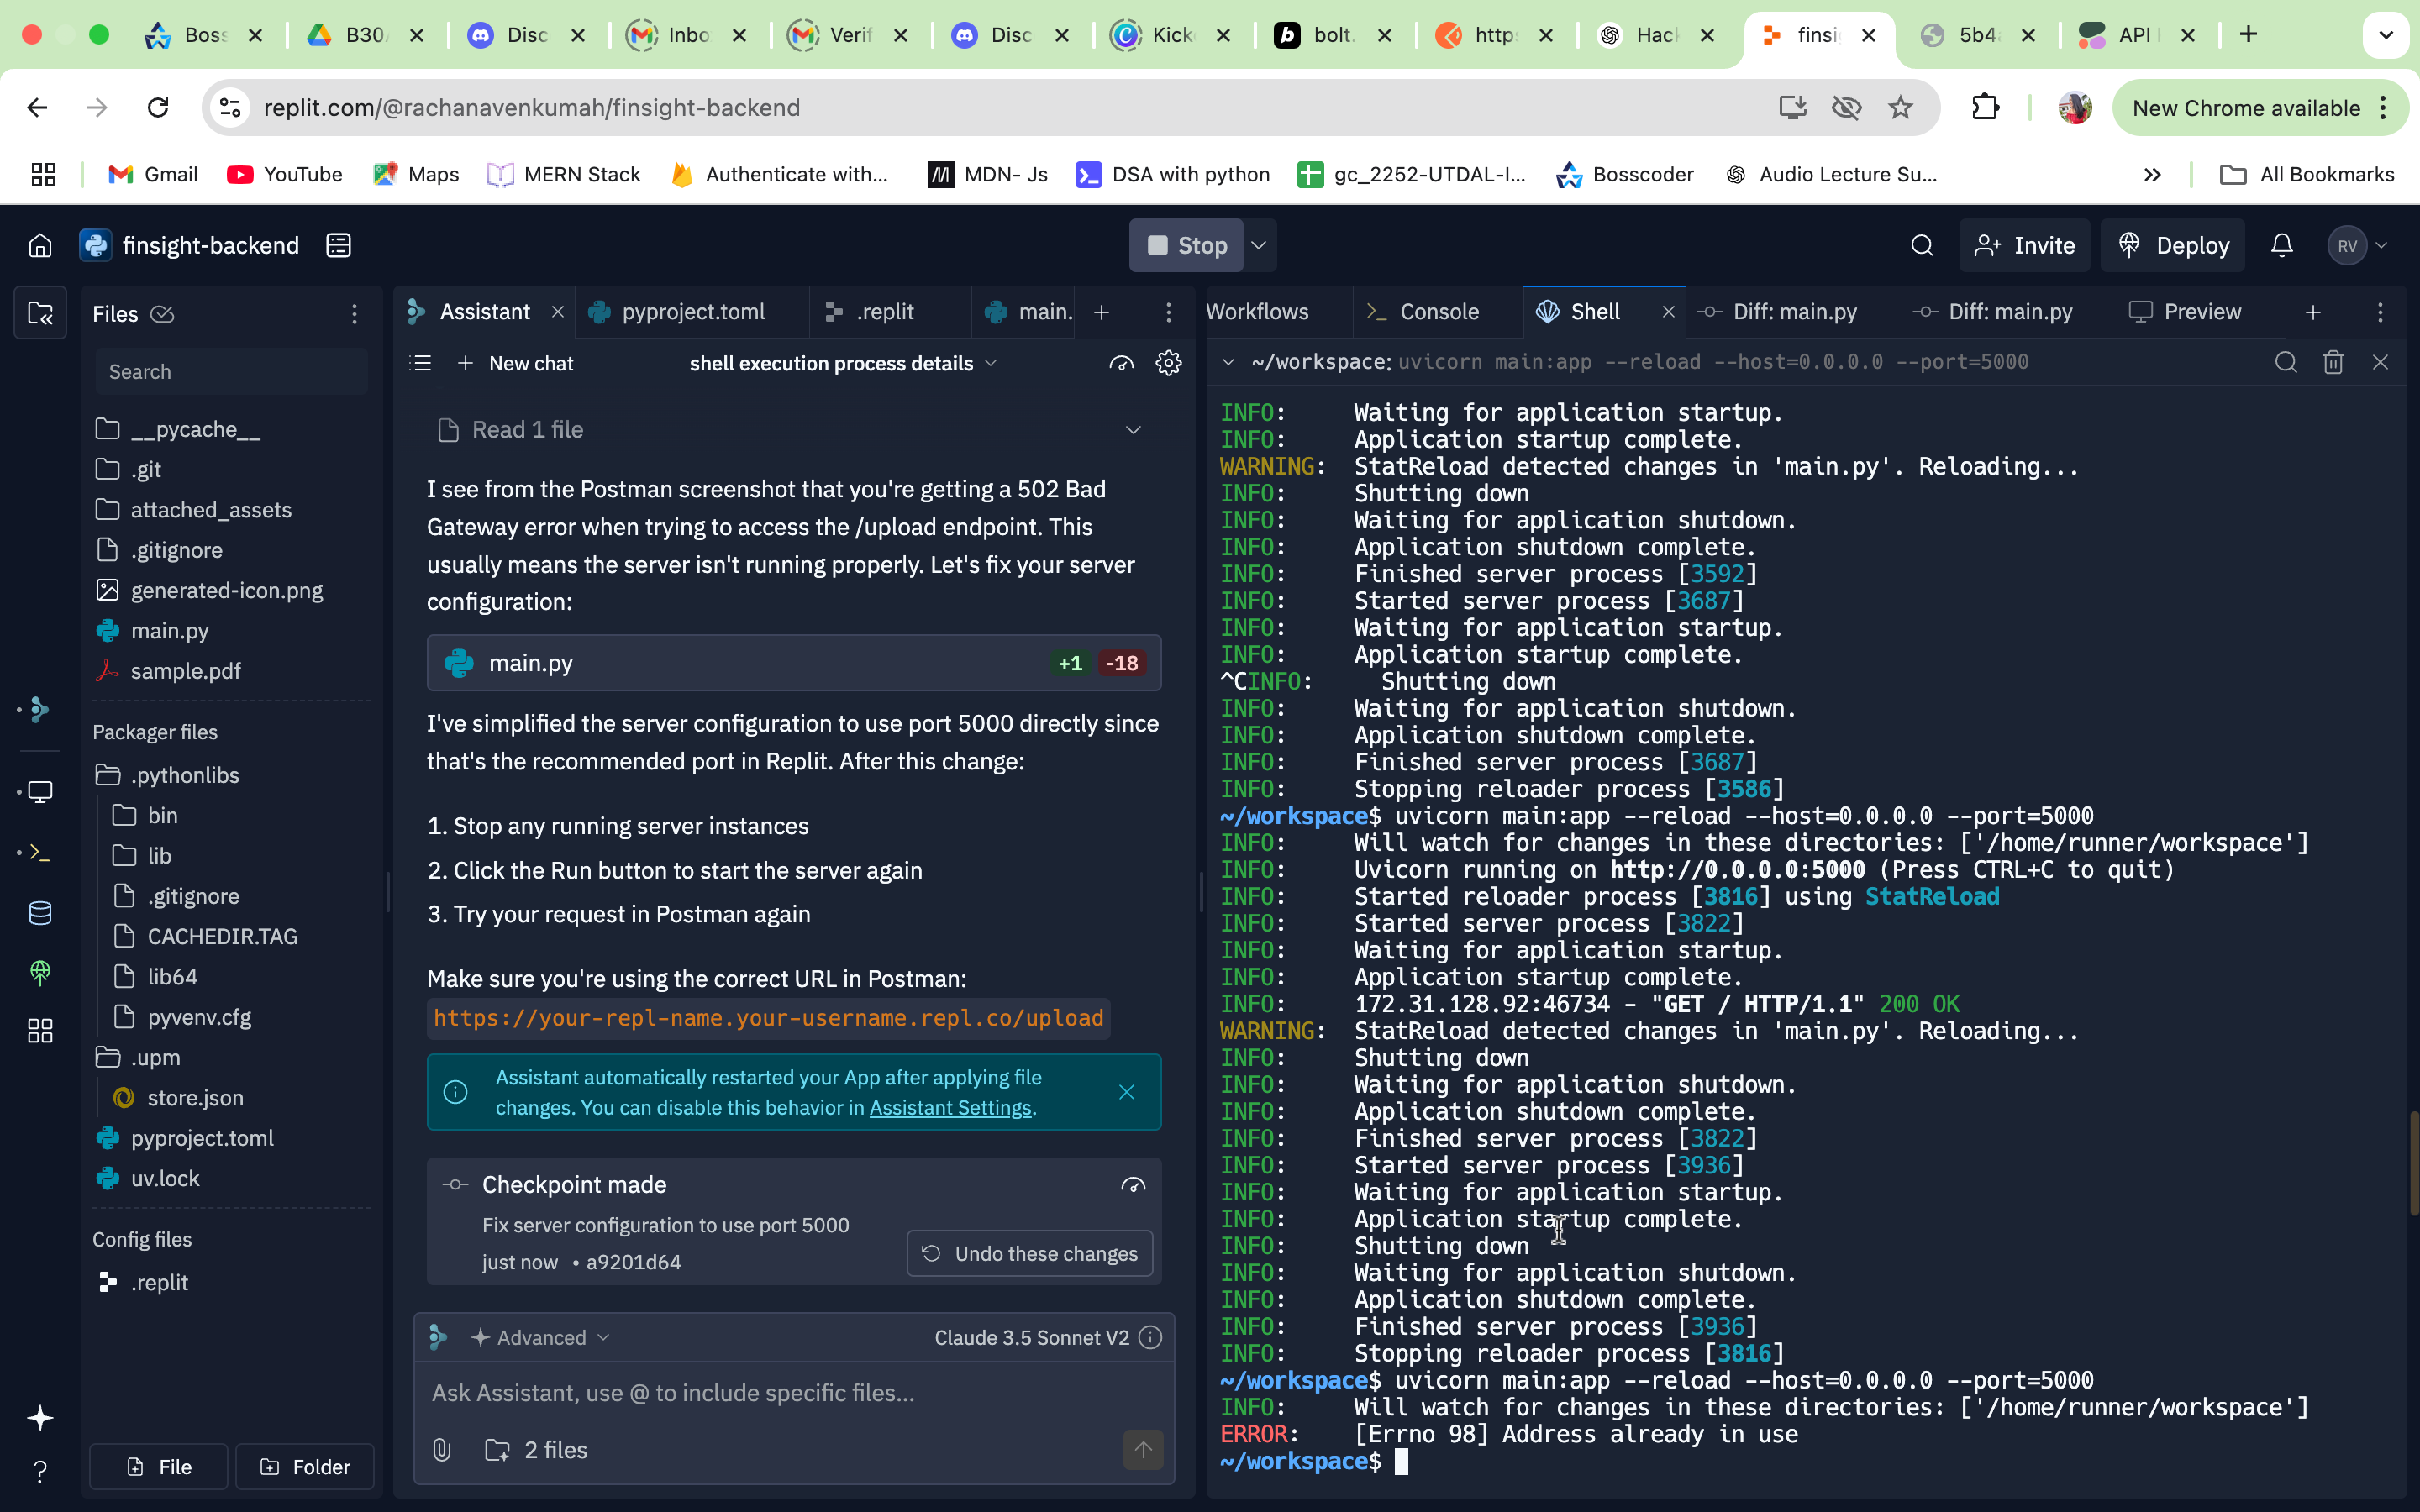 Boss
B30
Disc
Inbo
Verif
Disc
Kick
bolt.
http
Hac
finsi
5b4
API
replit.com/@rachanavenkumah/finsight-backend
New Chrome available
Gmail
YouTube
Maps
MERN Stack
Authenticate with...
MDN- Js
DSA with python
gc_2252-UTDAL-I...
Bosscoder
Audio Lecture Su...
All Bookmarks
finsight-backend
Stop
Invite
Deploy
RV
Files
Search
__pycache__
.git
attached_assets
.gitignore
generated-icon.png
main.py
sample.pdf
Packager files
.pythonlibs
bin
lib
.gitignore
CACHEDIR.TAG
lib64
pyvenv.cfg
.upm
store.json
pyproject.toml
uv.lock
Config files
.replit
File
Folder
Assistant
pyproject.toml
.replit
main.
New chat
shell execution process details
Read 1 file
I see from the Postman screenshot that you're getting a 502 Bad
Gateway error when trying to access the /upload endpoint. This
usually means the server isn't running properly. Let's fix your server
configuration:
main.py +1 -18
I've simplified the server configuration to use port 5000 directly since
that's the recommended port in Replit. After this change:
1. Stop any running server instances
2. Click the Run button to start the server again
3. Try your request in Postman again
Make sure you're using the correct URL in Postman:
https://your-repl-name.your-username.repl.co/upload
Assistant automatically restarted your App after applying file
changes. You can disable this behavior in Assistant Settings.
Checkpoint made
Fix server configuration to use port 5000
just now • a9201d64
Undo these changes
Advanced
Claude 3.5 Sonnet V2
Ask Assistant, use @ to include specific files...
2 files
Workflows
Console
Shell
Diff: main.py
Diff: main.py
Preview
~/workspace: uvicorn main:app --reload --host=0.0.0.0 --port=5000
INFO: Waiting for application startup.
INFO: Application startup complete.
WARNING: StatReload detected changes in 'main.py'. Reloading...
INFO: Shutting down
INFO: Waiting for application shutdown.
INFO: Application shutdown complete.
INFO: Finished server process [3592]
INFO: Started server process [3687]
INFO: Waiting for application startup.
INFO: Application startup complete.
^CINFO: Shutting down
INFO: Waiting for application shutdown.
INFO: Application shutdown complete.
INFO: Finished server process [3687]
INFO: Stopping reloader process [3586]
~/workspace$ uvicorn main:app --reload --host=0.0.0.0 --port=5000
INFO: Will watch for changes in these directories: ['/home/runner/workspace']
INFO: Uvicorn running on http://0.0.0.0:5000 (Press CTRL+C to quit)
INFO: Started reloader process [3816] using StatReload
INFO: Started server process [3822]
INFO: Waiting for application startup.
INFO: Application startup complete.
INFO: 172.31.128.92:46734 - "GET / HTTP/1.1" 200 OK
WARNING: StatReload detected changes in 'main.py'. Reloading...
INFO: Shutting down
INFO: Waiting for application shutdown.
INFO: Application shutdown complete.
INFO: Finished server process [3822]
INFO: Started server process [3936]
INFO: Waiting for application startup.
INFO: Application startup complete.
INFO: Shutting down
INFO: Waiting for application shutdown.
INFO: Application shutdown complete.
INFO: Finished server process [3936]
INFO: Stopping reloader process [3816]
~/workspace$ uvicorn main:app --reload --host=0.0.0.0 --port=5000
INFO: Will watch for changes in these directories: ['/home/runner/workspace']
ERROR: [Errno 98] Address already in use
~/workspace$